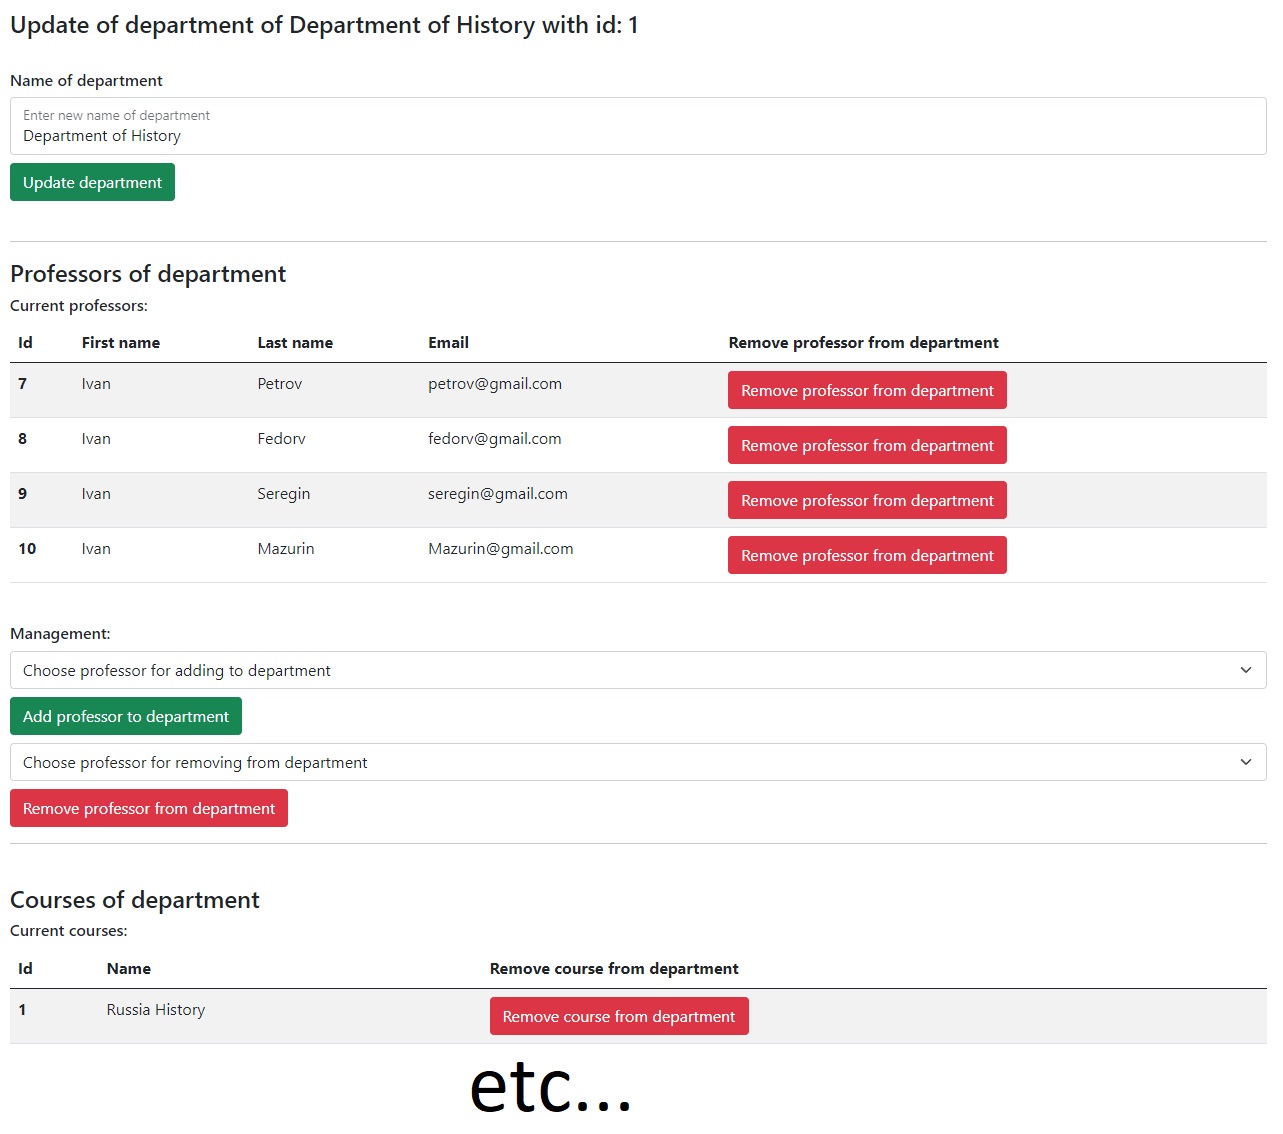 Update of department of Department of History with id: 1
Name of department
Enter new name of department
Department of History
Update department
Professors of department
Current professors:
Id First name Last name Email Remove professor from department
7 Ivan Petrov petrov@gmail.com Remove professor from department
8 Ivan Fedorv fedorv@gmail.com Remove professor from department
9 Ivan Seregin seregin@gmail.com Remove professor from department
10 Ivan Mazurin Mazurin@gmail.com Remove professor from department
Management:
Choose professor for adding to department
Add professor to department
Choose professor for removing from department
Remove professor from department
Courses of department
Current courses:
Id Name Remove course from department
1 Russia History Remove course from department
etc...